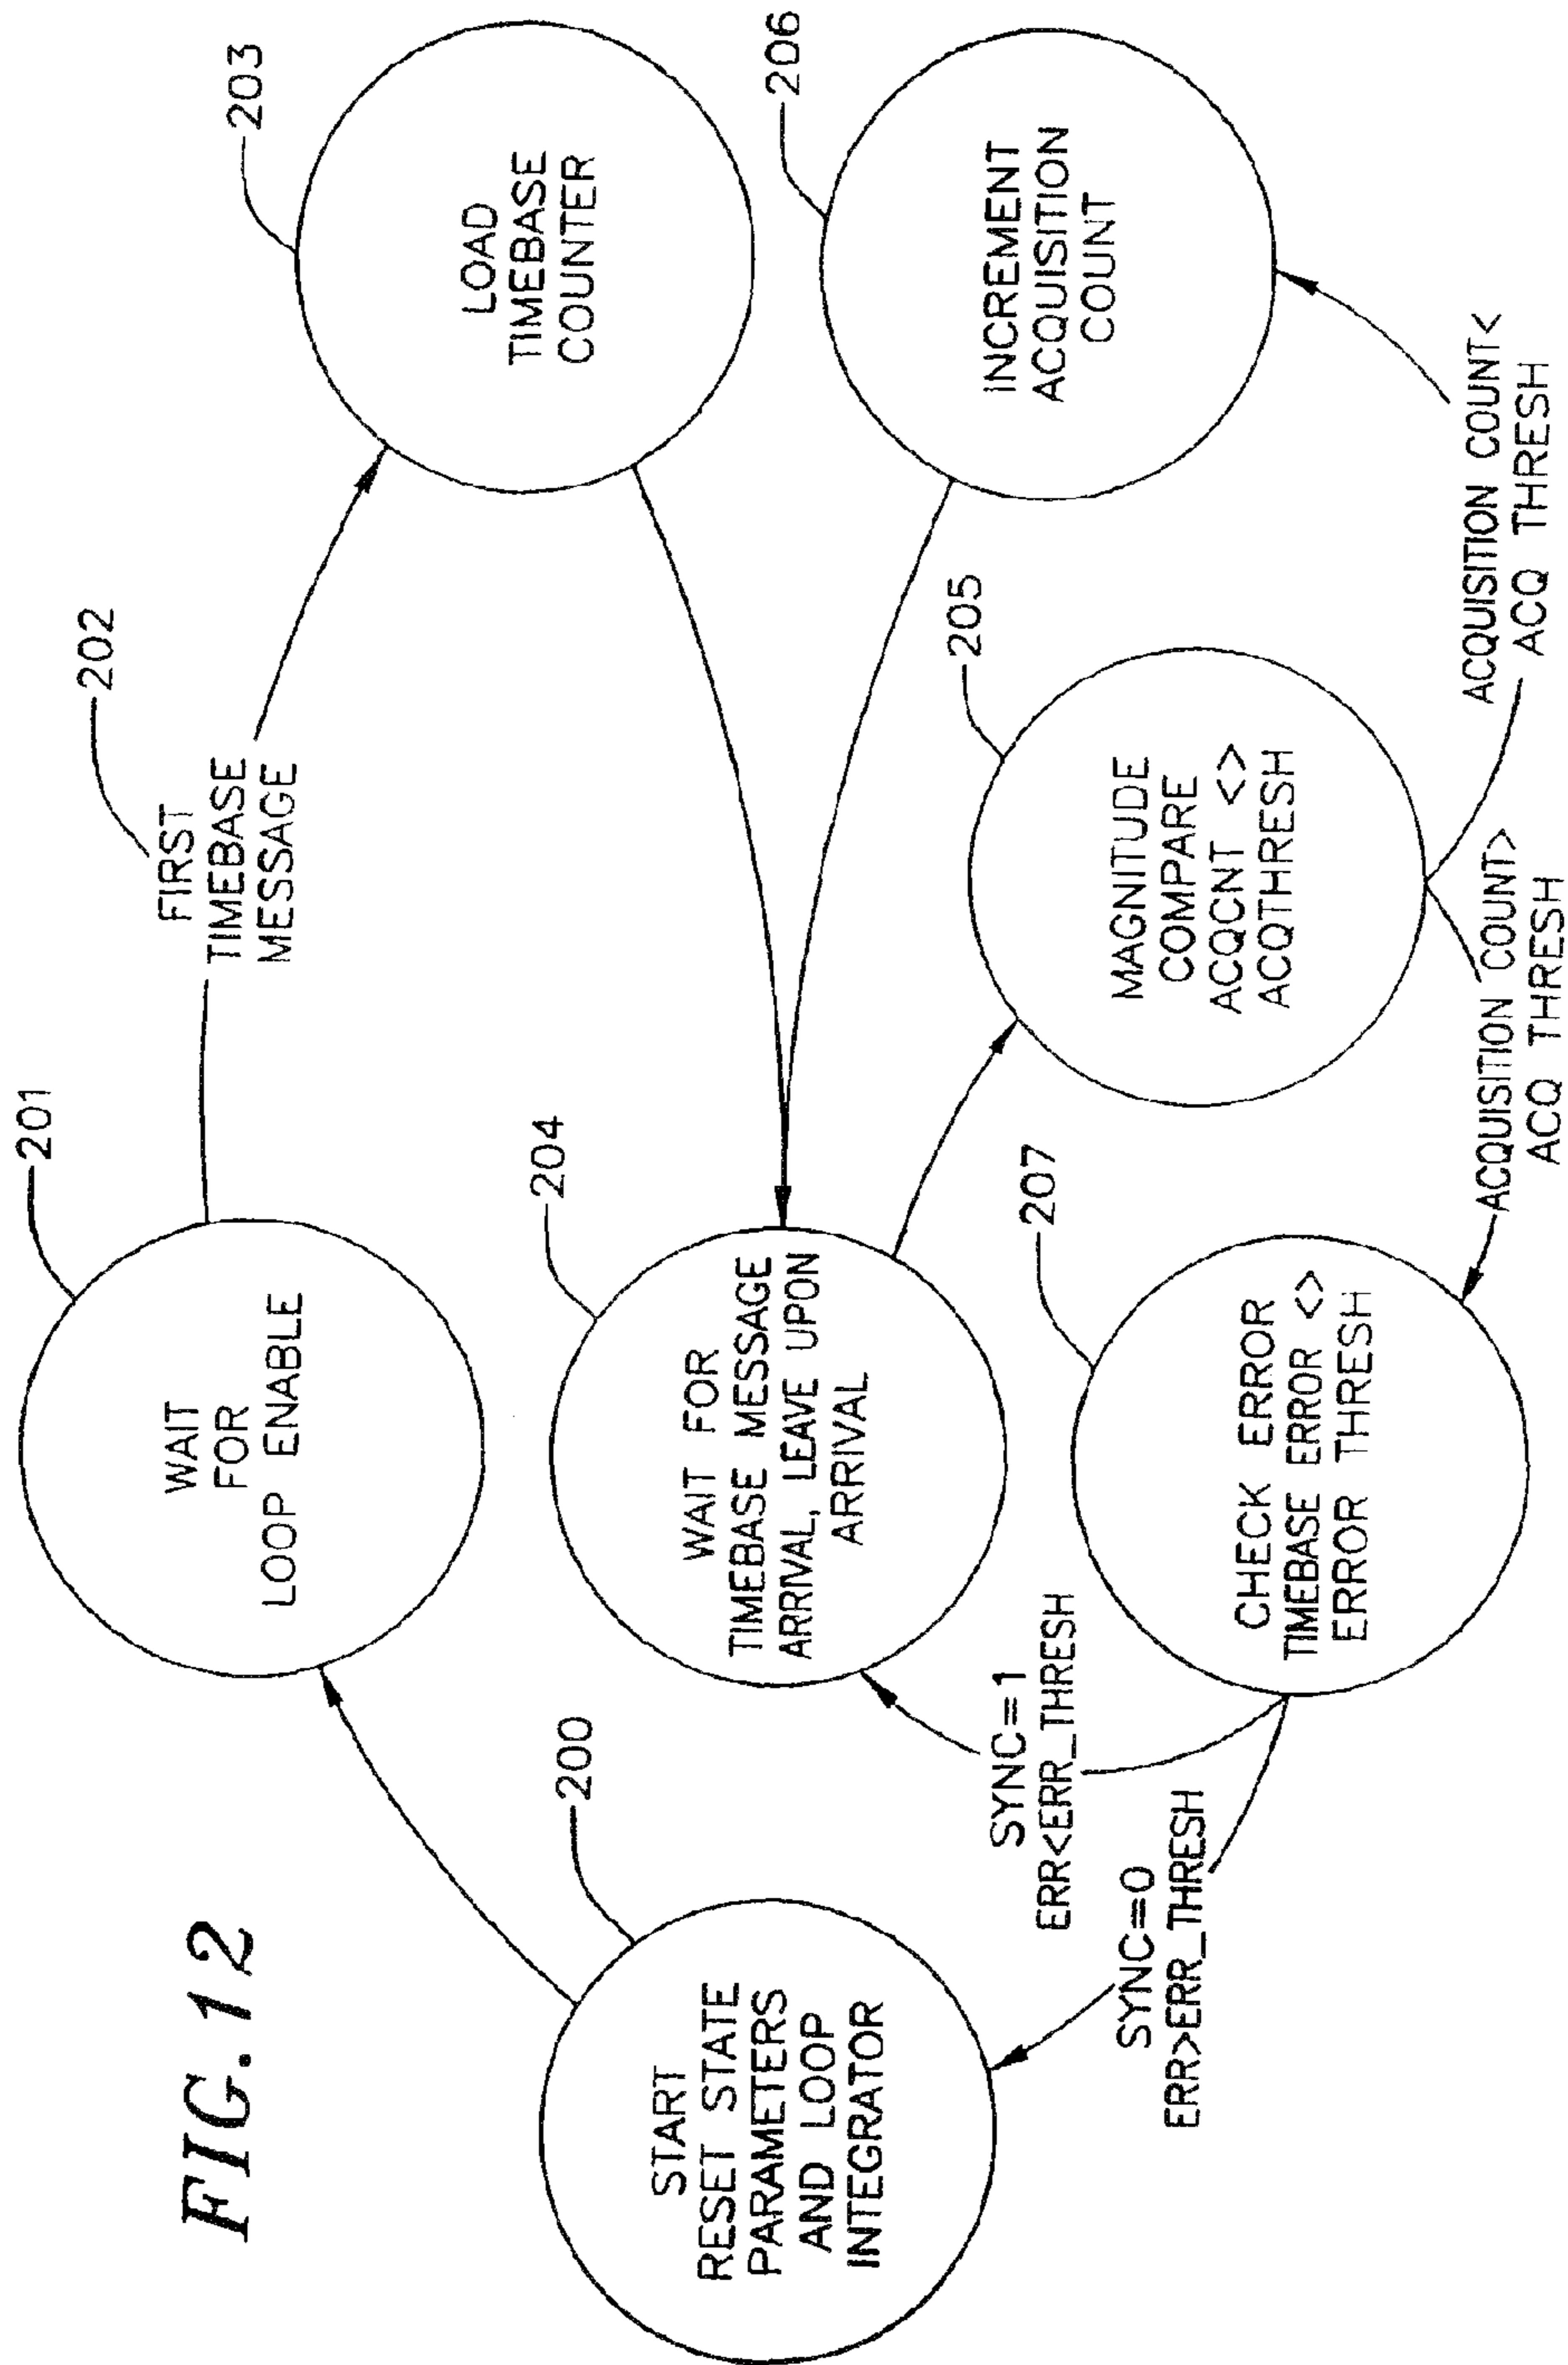 FIG.12
START
RESET STATE
PARAMETERS
AND LOOP
INTEGRATOR
200
WAIT
FOR
LOOP ENABLE
201
FIRST
TIMEBASE
MESSAGE
202
LOAD
TIMEBASE
COUNTER
203
WAIT FOR
TIMEBASE MESSAGE
ARRIVAL, LEAVE UPON
ARRIVAL
204
MAGNITUDE
COMPARE
ACQCNT <>
ACQTHRESH
205
INCREMENT
ACQUISITION
COUNT
206
CHECK ERROR
TIMEBASE ERROR <>
ERROR THRESH
207
SYNC=1
ERR<ERR_THRESH
SYNC=0
ERR>ERR_THRESH
ACQUISITION COUNT>
ACQ THRESH
ACQUISITION COUNT<
ACQ THRESH